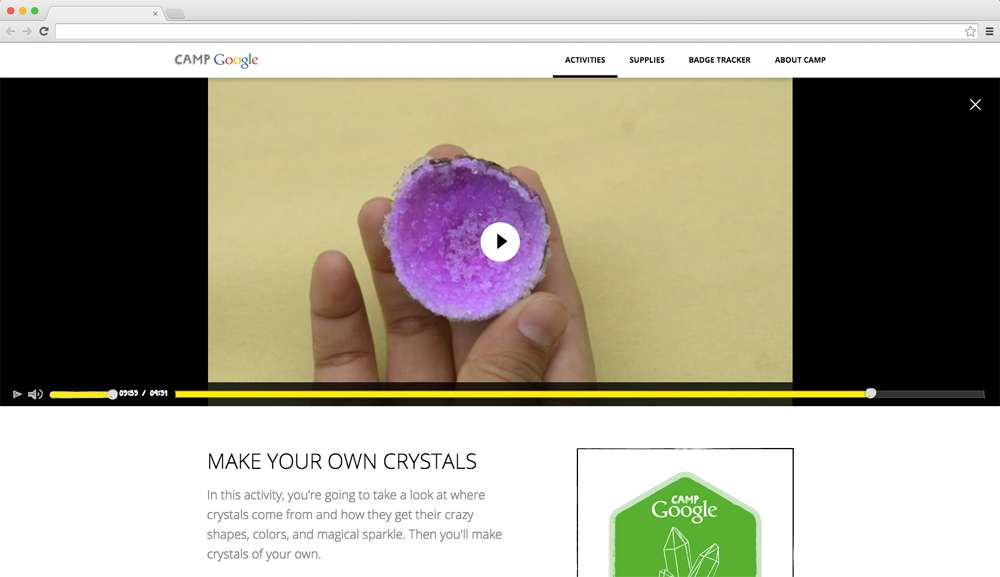 CAMP Google
ACTIVITIES SUPPLIES BADGE TRACKER ABOUT CAMP
03:53 / 04:31
MAKE YOUR OWN CRYSTALS
In this activity, you're going to take a look at where
crystals come from and how they get their crazy
shapes, colors, and magical sparkle. Then you'll make
crystals of your own.
CAMP
Google